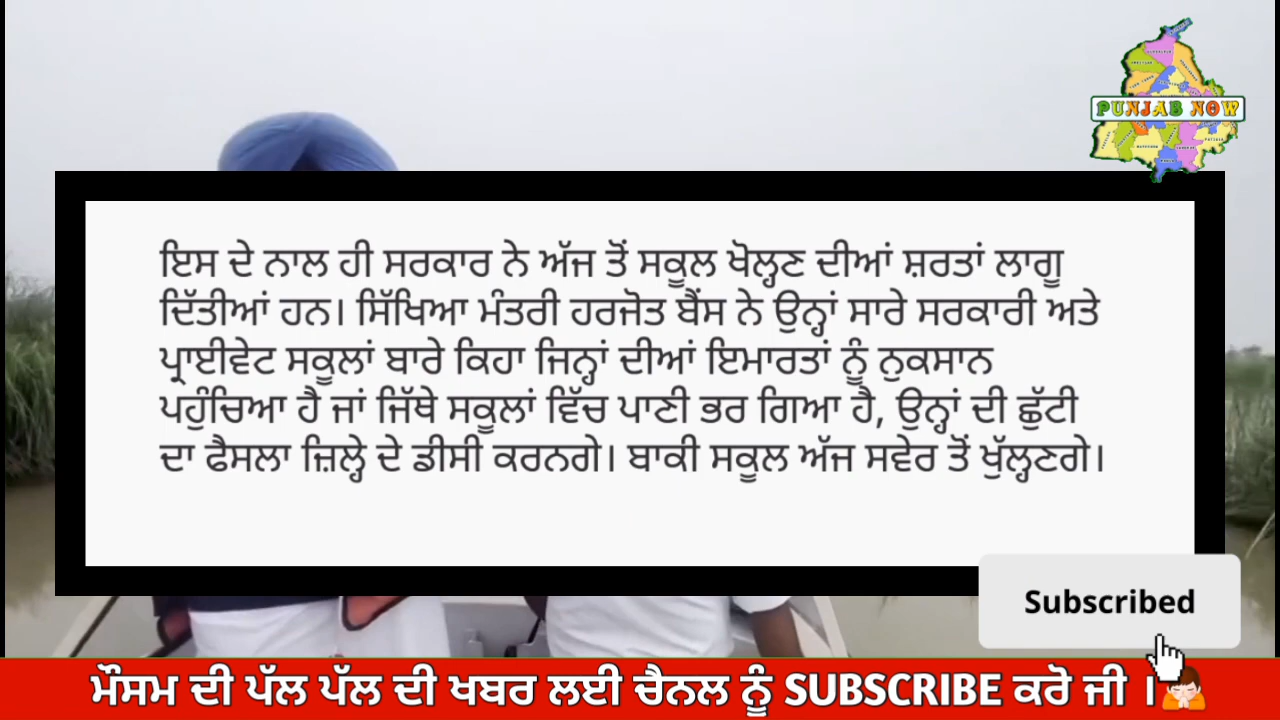 PUNJAB NOW
ਇਸ ਦੇ ਨਾਲ ਹੀ ਸਰਕਾਰ ਨੇ ਅੱਜ ਤੋਂ ਸਕੂਲ ਖੋਲ੍ਹਣ ਦੀਆਂ ਸ਼ਰਤਾਂ ਲਾਗੂ
ਦਿੱਤੀਆਂ ਹਨ। ਸਿੱਖਿਆ ਮੰਤਰੀ ਹਰਜੋਤ ਬੈਂਸ ਨੇ ਉਨ੍ਹਾਂ ਸਾਰੇ ਸਰਕਾਰੀ ਅਤੇ
ਪ੍ਰਾਈਵੇਟ ਸਕੂਲਾਂ ਬਾਰੇ ਕਿਹਾ ਜਿਨ੍ਹਾਂ ਦੀਆਂ ਇਮਾਰਤਾਂ ਨੂੰ ਨੁਕਸਾਨ
ਪਹੁੰਚਿਆ ਹੈ ਜਾਂ ਜਿੱਥੇ ਸਕੂਲਾਂ ਵਿੱਚ ਪਾਣੀ ਭਰ ਗਿਆ ਹੈ, ਉਨ੍ਹਾਂ ਦੀ ਛੁੱਟੀ
ਦਾ ਫੈਸਲਾ ਜ਼ਿਲ੍ਹੇ ਦੇ ਡੀਸੀ ਕਰਨਗੇ। ਬਾਕੀ ਸਕੂਲ ਅੱਜ ਸਵੇਰ ਤੋਂ ਖੁੱਲ੍ਹਣਗੇ।
Subscribed
ਮੌਸਮ ਦੀ ਪੱਲ ਪੱਲ ਦੀ ਖਬਰ ਲਈ ਚੈਨਲ ਨੂੰ SUBSCRIBE ਕਰੋ ਜੀ ।